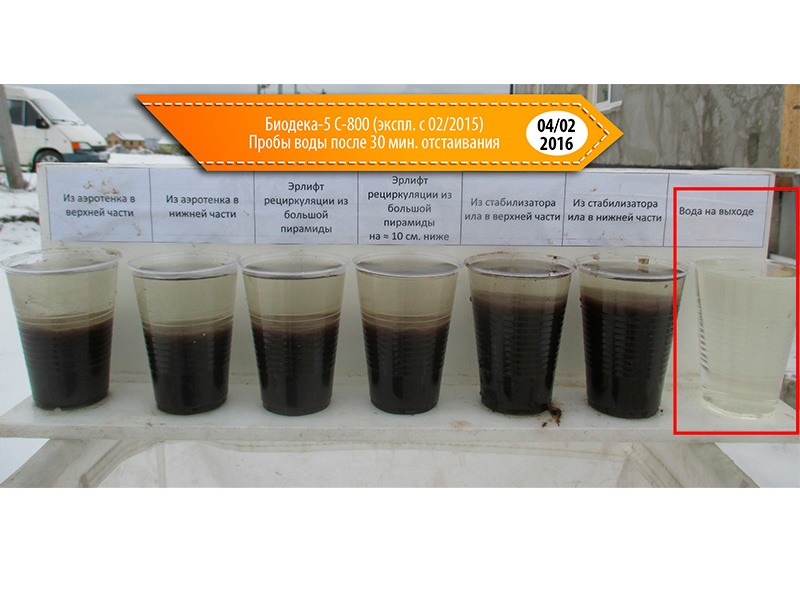 Биодека-5 С-800 (экспл. с 02/2015)
Пробы воды после 30 мин. отстаивания
04/02
2016
Из аэротенка в
верхней части
Из аэротенка в
нижней части
Эрлифт
рециркуляции из
большой
пирамиды
Эрлифт
рециркуляции из
большой
пирамиды
на ≈ 10 см. ниже
Из стабилизатора
ила в верхней части
Из стабилизатора
ила в нижней части
Вода на выходе